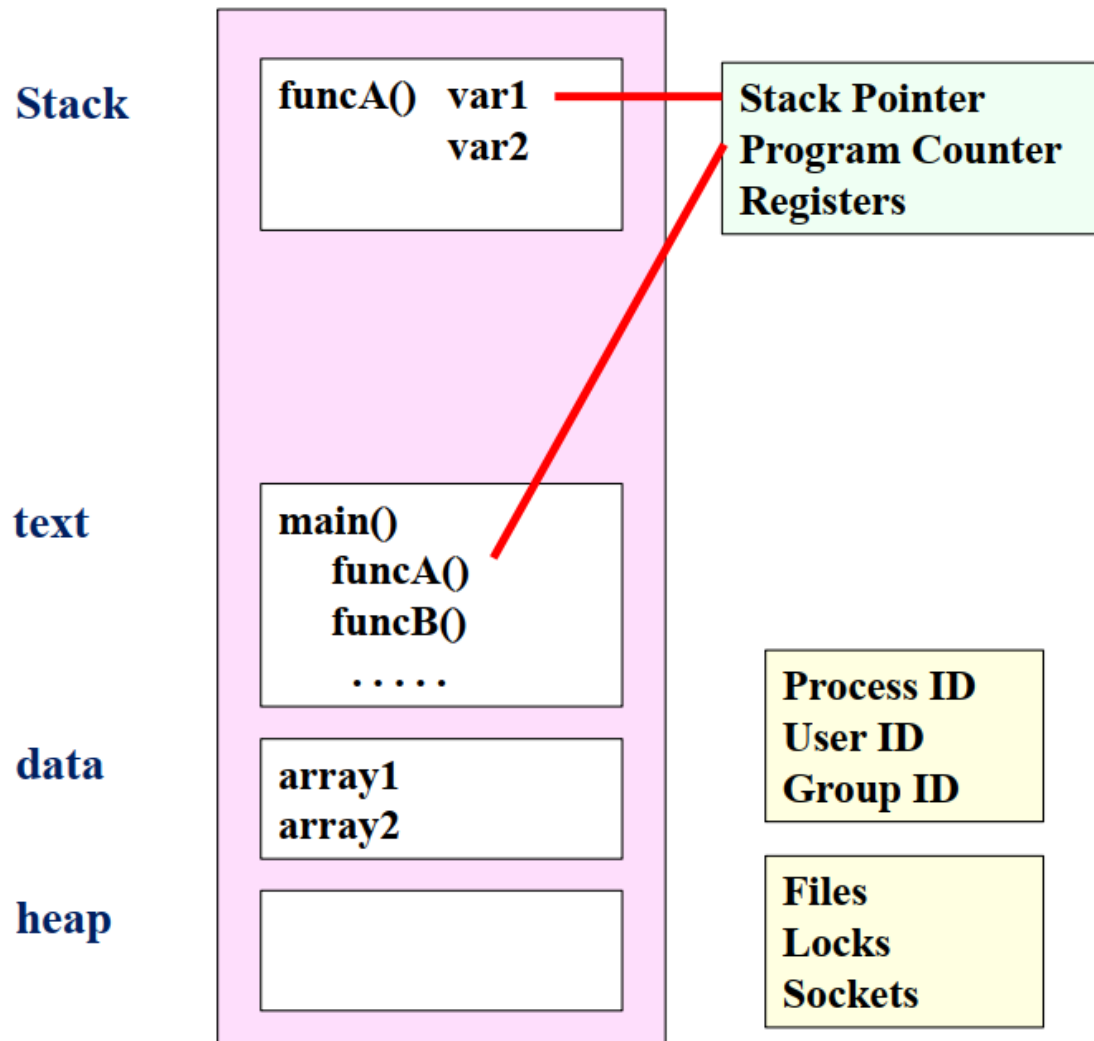 Stack
funcA() var1
var2
Stack Pointer
Program Counter
Registers
text
main()
funcA()
funcB()
. . . . .
data
array1
array2
heap
Process ID
User ID
Group ID
Files
Locks
Sockets